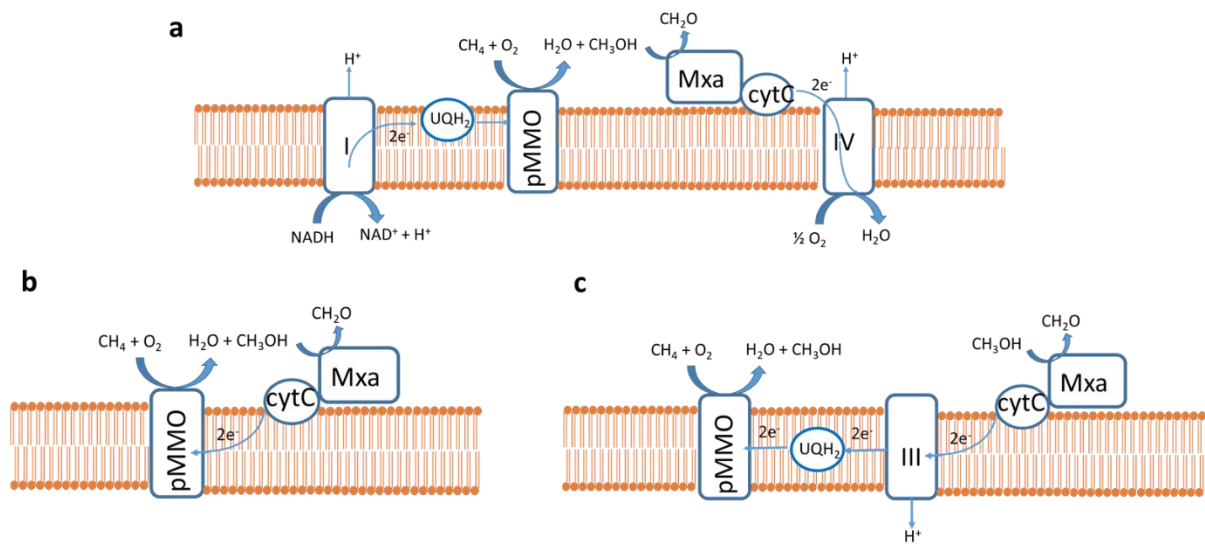 a
CH₂O
CH₄ + O₂
H₂O + CH₃OH
H⁺
Mxa
H⁺
2e⁻
cytC
UQH₂
I
2e⁻
pMMO
IV
NADH
NAD⁺ + H⁺
½ O₂
H₂O
b
CH₂O
CH₄ + O₂
H₂O + CH₃OH
Mxa
cytC
2e⁻
pMMO
c
CH₂O
CH₄ + O₂
H₂O + CH₃OH
CH₃OH
Mxa
cytC
2e⁻
2e⁻
2e⁻
UQH₂
pMMO
III
H⁺